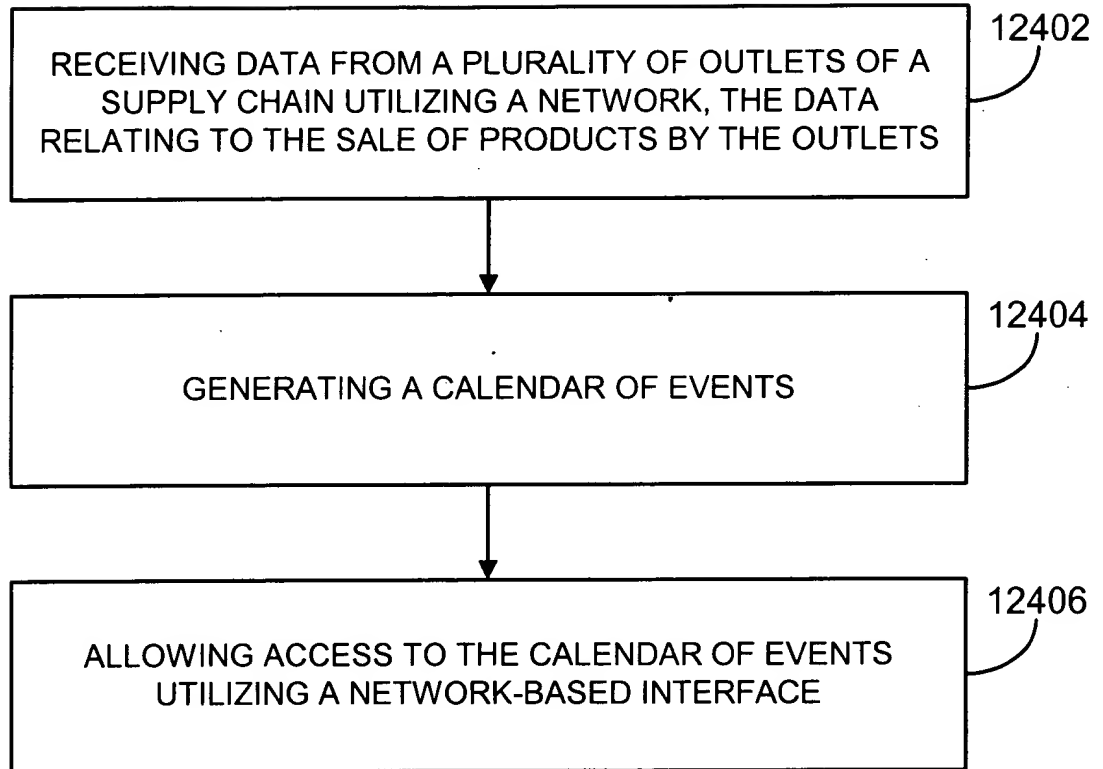 12402
RECEIVING DATA FROM A PLURALITY OF OUTLETS OF A
SUPPLY CHAIN UTILIZING A NETWORK, THE DATA
RELATING TO THE SALE OF PRODUCTS BY THE OUTLETS
12404
GENERATING A CALENDAR OF EVENTS
12406
ALLOWING ACCESS TO THE CALENDAR OF EVENTS
UTILIZING A NETWORK-BASED INTERFACE